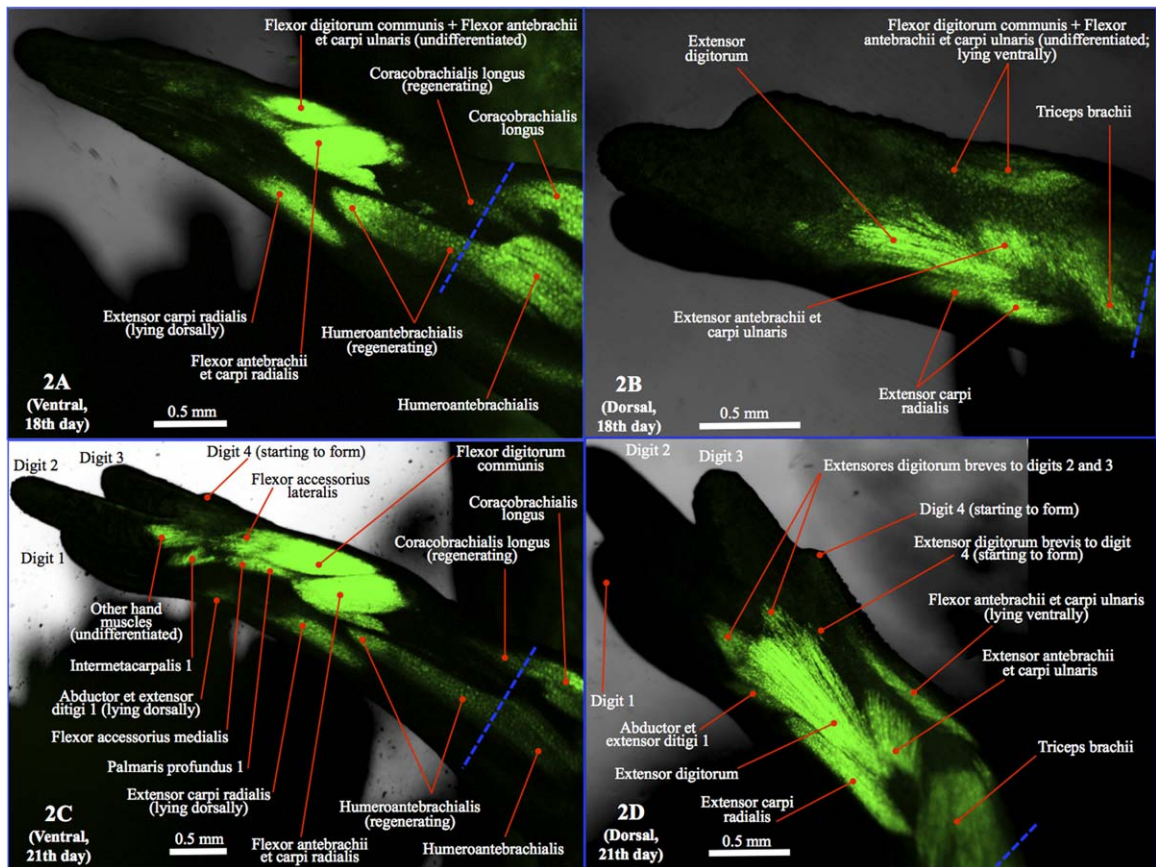 Flexor digitorum communis + Flexor antebrachii
et carpi ulnaris (undifferentiated)
Coracobrachialis longus
(regenerating)
Coracobrachialis
longus
Extensor carpi radialis
(lying dorsally)
Flexor antebrachii
et carpi radialis
Humeroantebrachialis
(regenerating)
Humeroantebrachialis
2A
(Ventral,
18th day)
0.5 mm
Extensor
digitorum
Flexor digitorum communis + Flexor
antebrachii et carpi ulnaris (undifferentiated;
lying ventrally)
Triceps brachii
Extensor antebrachii et
carpi ulnaris
Extensor carpi
radialis
2B
(Dorsal,
18th day)
0.5 mm
Digit 2
Digit 3
Digit 4 (starting to form)
Flexor accessorius
lateralis
Flexor digitorum
communis
Coracobrachialis
longus
Coracobrachialis longus
(regenerating)
Digit 1
Other hand
muscles
(undifferentiated)
Intermetacarpalis 1
Abductor et extensor
ditigi 1 (lying dorsally)
Flexor accessorius medialis
Palmaris profundus 1
Extensor carpi radialis
(lying dorsally)
Flexor antebrachii
et carpi radialis
Humeroantebrachialis
(regenerating)
Humeroantebrachialis
2C
(Ventral,
21th day)
0.5 mm
Digit 2
Digit 3
Extensores digitorum breves to digits 2 and 3
Digit 4 (starting to form)
Extensor digitorum brevis to digit
4 (starting to form)
Flexor antebrachii et carpi ulnaris
(lying ventrally)
Extensor antebrachii
et carpi ulnaris
Digit 1
Abductor et
extensor ditigi 1
Triceps brachii
Extensor digitorum
Extensor carpi
radialis
2D
(Dorsal,
21th day)
0.5 mm